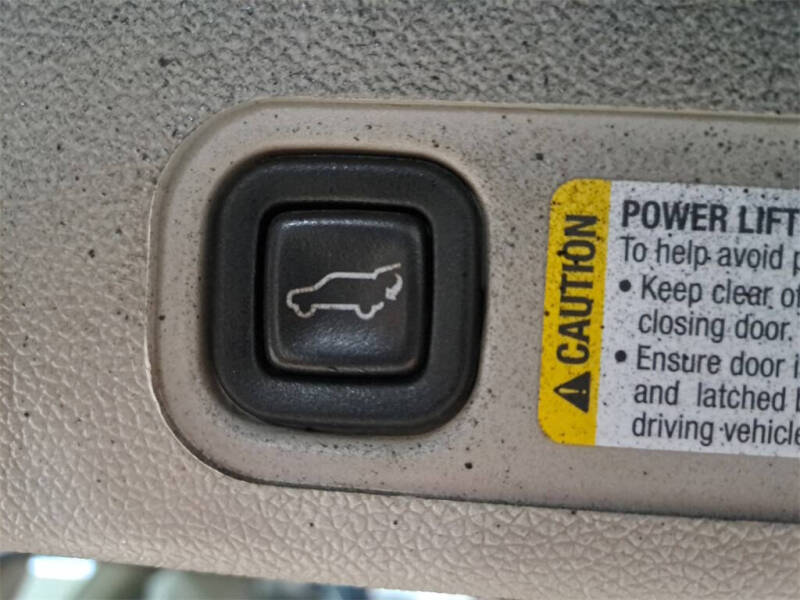 CAUTION
POWER LIFT
To help avoid p
• Keep clear of
closing door.
• Ensure door i
and latched
driving vehicle